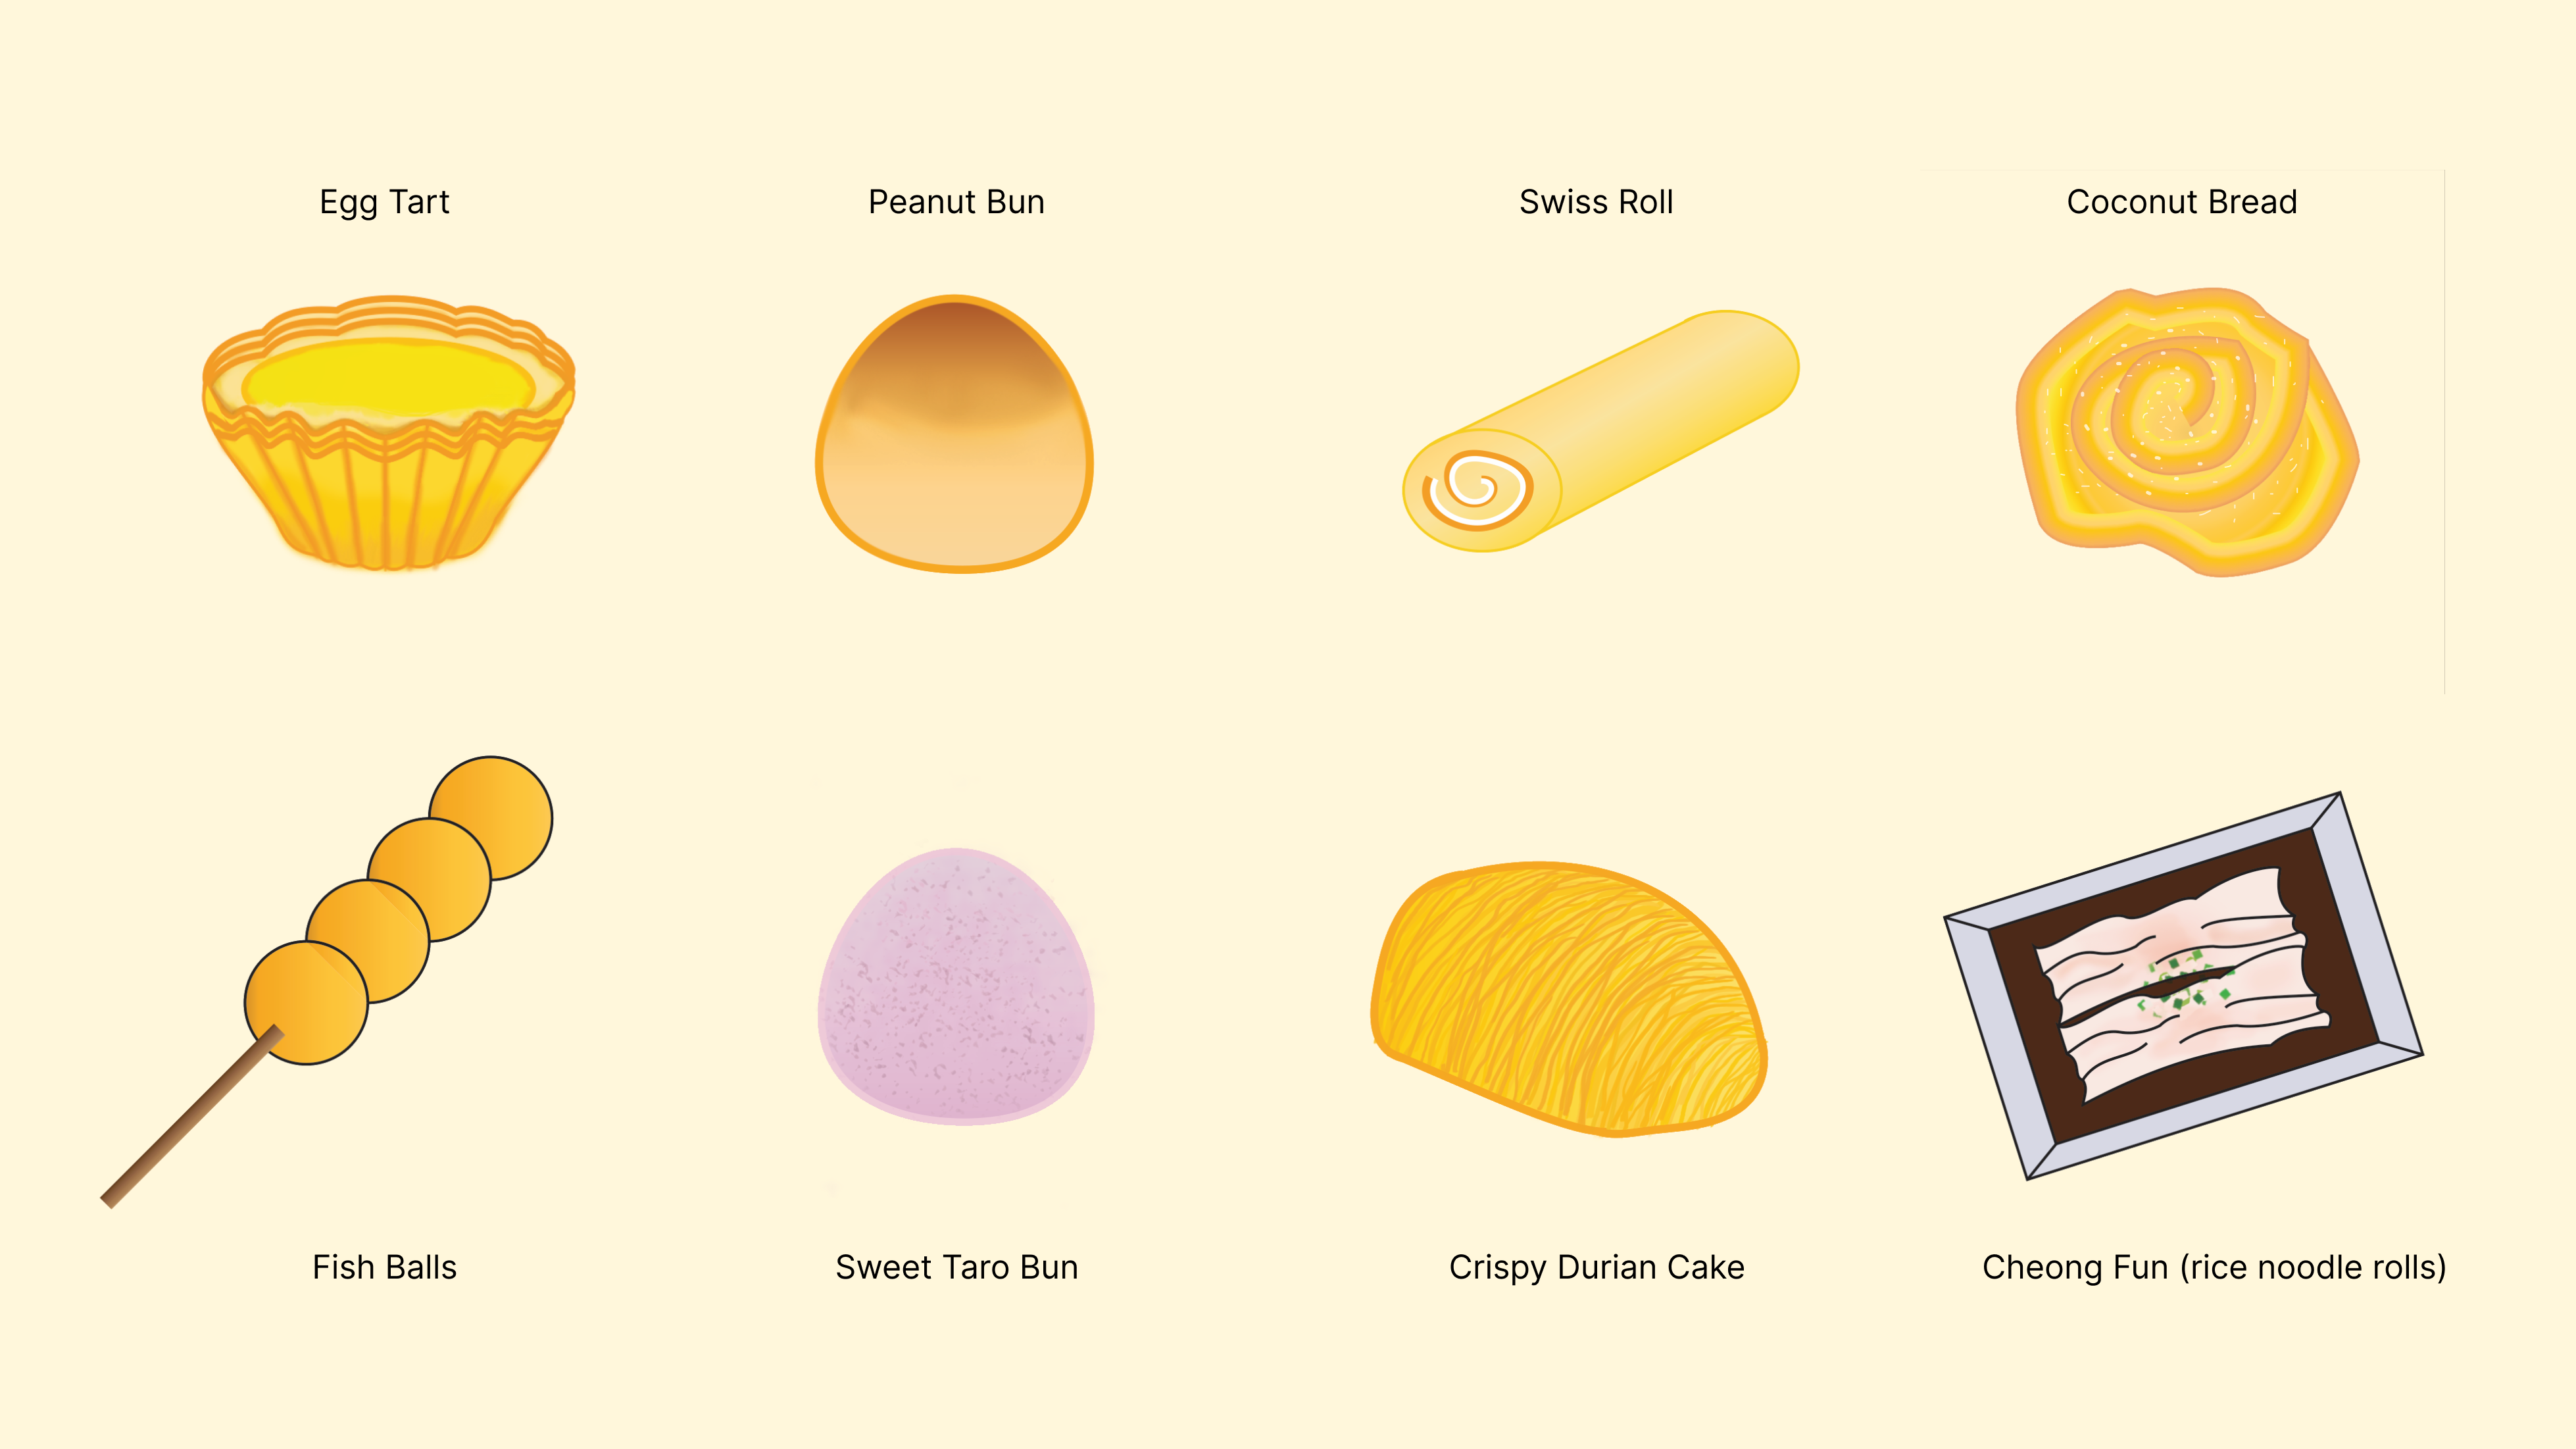 Egg Tart
Peanut Bun
Swiss Roll
Coconut Bread
Fish Balls
Sweet Taro Bun
Crispy Durian Cake
Cheong Fun (rice noodle rolls)